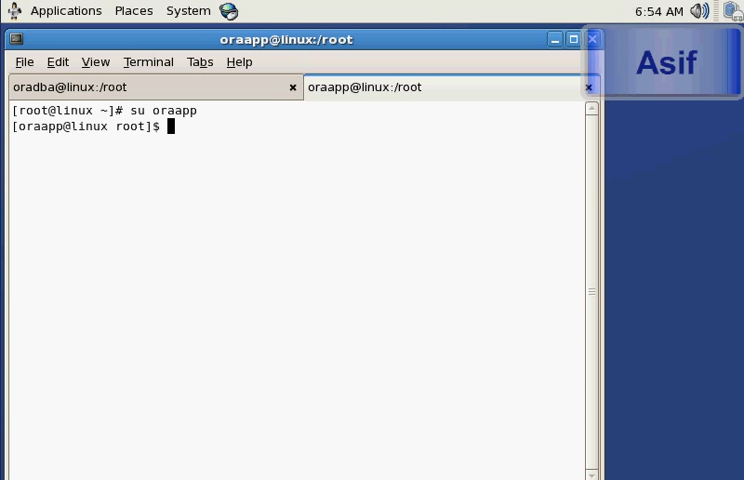 Applications Places System
6:54 AM
oraapp@linux:/root
Asif
File Edit View Terminal Tabs Help
oradba@linux:/root
oraapp@linux:/root
[root@linux ~]# su oraapp
[oraapp@linux root]$